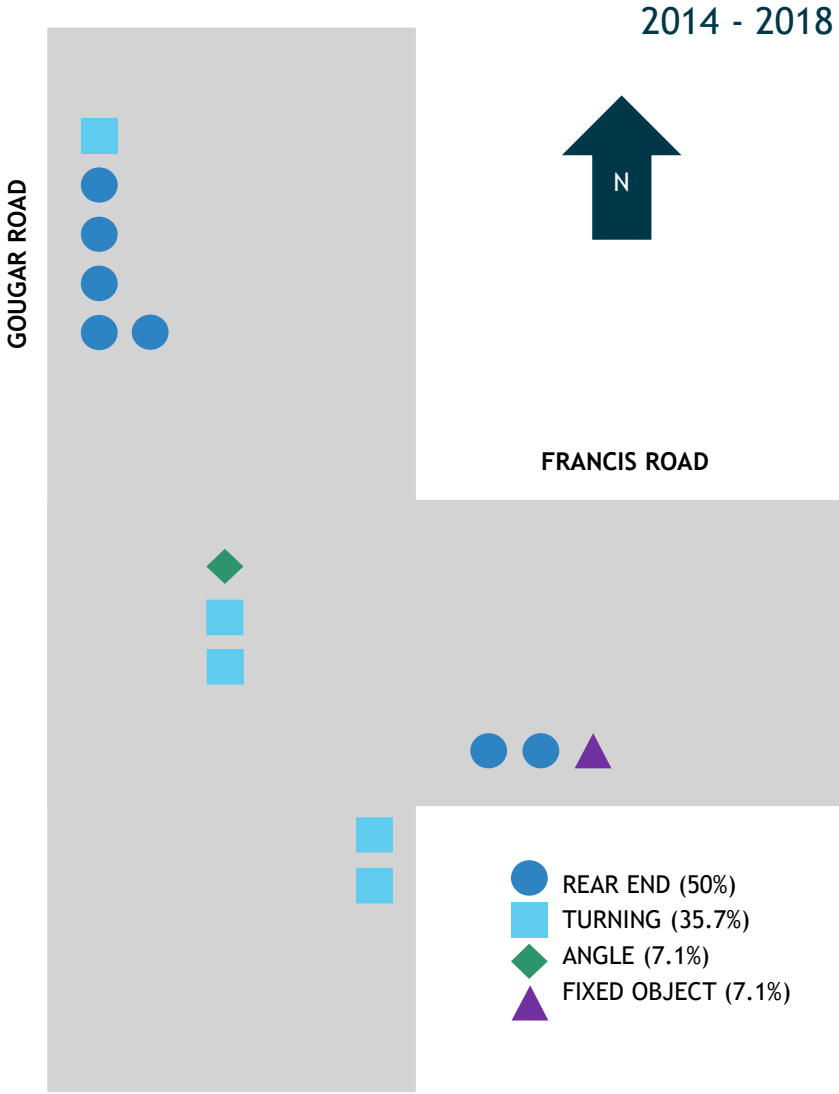 2014 - 2018
N
GOUGAR ROAD
FRANCIS ROAD
REAR END (50%)
TURNING (35.7%)
ANGLE (7.1%)
FIXED OBJECT (7.1%)